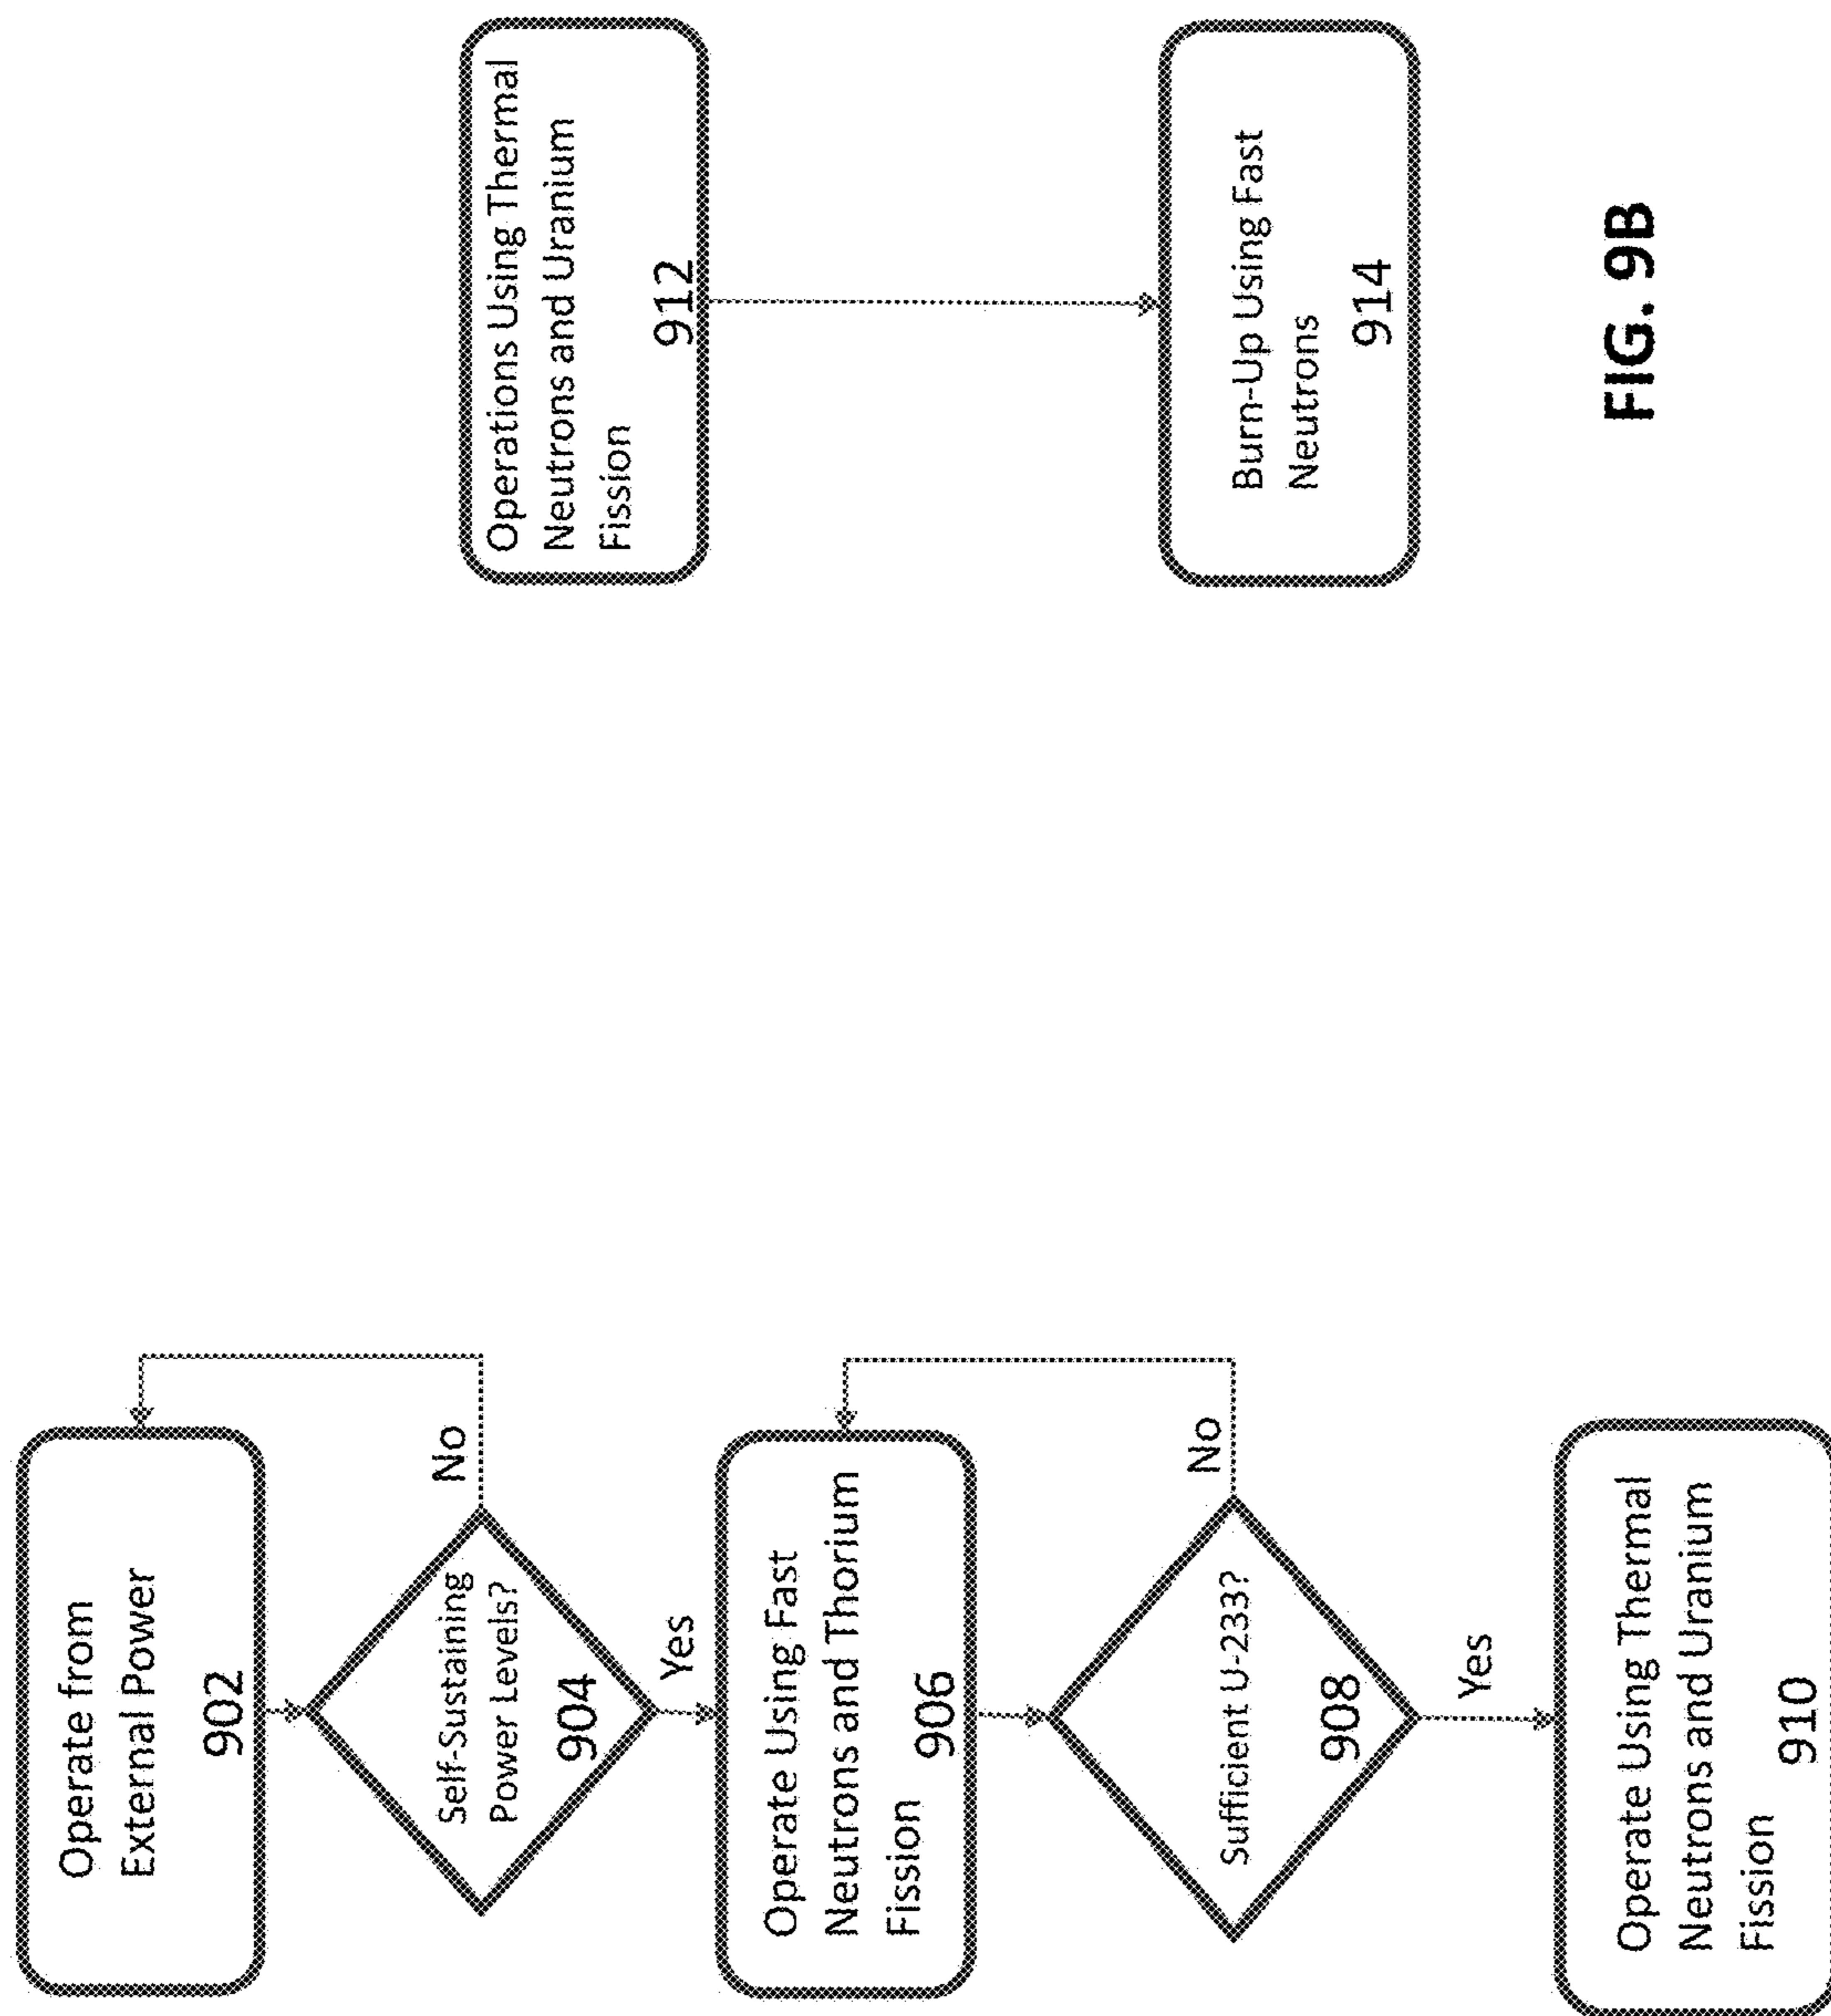 Operate from
External Power
902
Self-Sustaining
Power Levels?
904
No
Yes
Operate Using Fast
Neutrons and Thorium
Fission
906
Sufficient U-233?
908
No
Yes
Operate Using Thermal
Neutrons and Uranium
Fission
910
Operations Using Thermal
Neutrons and Uranium
Fission
912
Burn-Up Using Fast
Neutrons
914
FIG. 9B